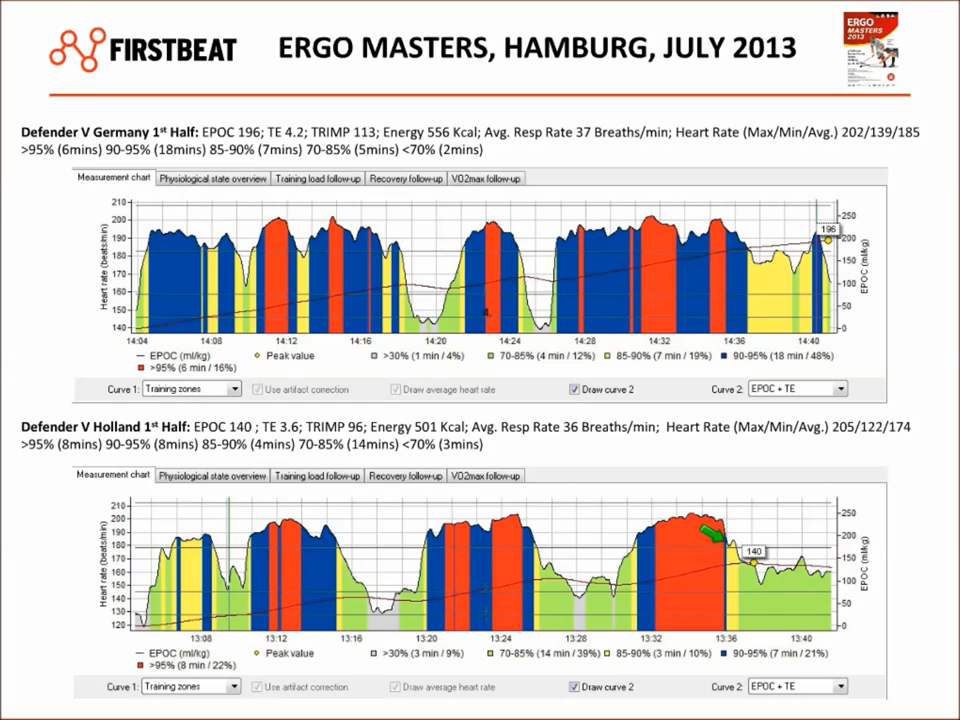 FIRSTBEAT
ERGO MASTERS, HAMBURG, JULY 2013
ERGO
MASTERS
2013
Defender V Germany 1st Half: EPOC 196; TE 4.2; TRIMP 113; Energy 556 Kcal; Avg. Resp Rate 37 Breaths/min; Heart Rate (Max/Min/Avg.) 202/139/185
>95% (6mins) 90-95% (18mins) 85-90% (7mins) 70-85% (5mins) <70% (2mins)
Measurement chart Physiological state overview Training load follow-up Recovery follow-up VO2max follow-up
Heart rate (beats/min)
210
200
190
180
170
160
150
140
196
4.
250
200
150
100
50
0
EPOC (ml/kg)
14:04 14:08 14:12 14:16 14:20 14:24 14:28 14:32 14:36 14:40
EPOC (ml/kg) Peak value >30% (1 min / 4%) 70-85% (4 min / 12%) 85-90% (7 min / 19%) 90-95% (18 min / 48%)
>95% (6 min / 16%)
Curve 1: Training zones Use artifact correction Draw average heart rate Draw curve 2 Curve 2: EPOC + TE
Defender V Holland 1st Half: EPOC 140 ; TE 3.6; TRIMP 96; Energy 501 Kcal; Avg. Resp Rate 36 Breaths/min; Heart Rate (Max/Min/Avg.) 205/122/174
>95% (8mins) 90-95% (8mins) 85-90% (4mins) 70-85% (14mins) <70% (3mins)
Measurement chart Physiological state overview Training load follow-up Recovery follow-up VO2max follow-up
Heart rate (beats/min)
210
200
190
180
170
160
150
140
130
120
140
250
200
150
100
50
0
EPOC (ml/kg)
13:08 13:12 13:16 13:20 13:24 13:28 13:32 13:36 13:40
EPOC (ml/kg) Peak value >30% (3 min / 9%) 70-85% (14 min / 39%) 85-90% (3 min / 10%) 90-95% (7 min / 21%)
>95% (8 min / 22%)
Curve 1: Training zones Use artifact correction Draw average heart rate Draw curve 2 Curve 2: EPOC + TE